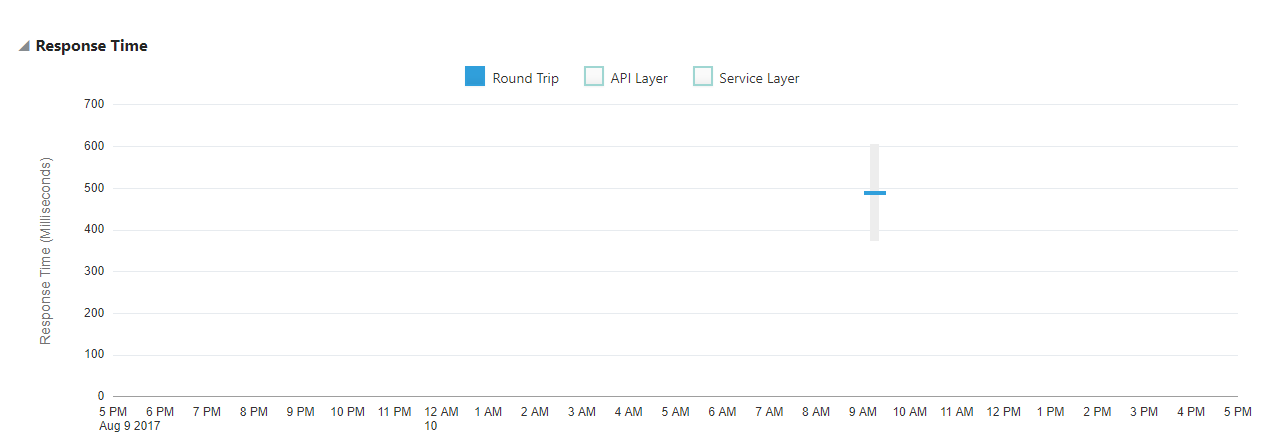 Response Time
Round Trip API Layer Service Layer
Response Time (Milliseconds)
700
600
500
400
300
200
100
0
5 PM 6 PM 7 PM 8 PM 9 PM 10 PM 11 PM 12 AM 1 AM 2 AM 3 AM 4 AM 5 AM 6 AM 7 AM 8 AM 9 AM 10 AM 11 AM 12 PM 1 PM 2 PM 3 PM 4 PM 5 PM
Aug 9 2017 10